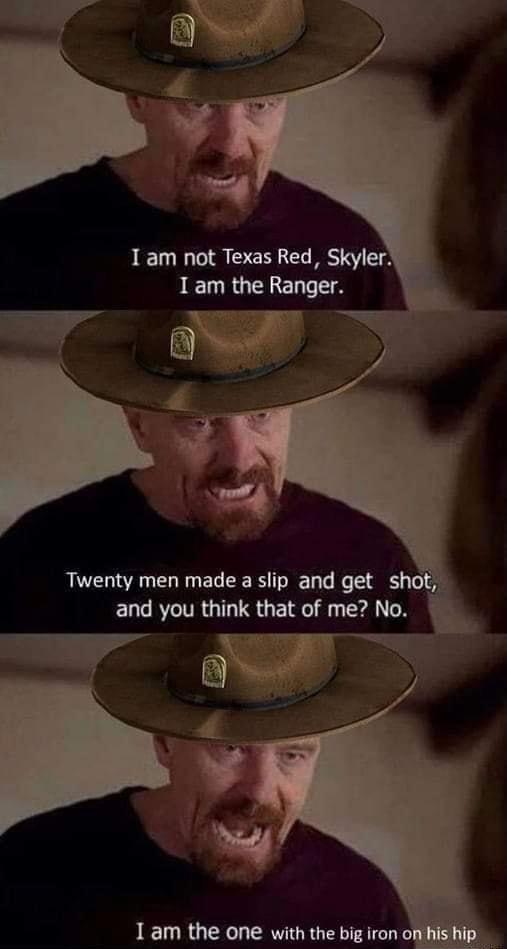 I am not Texas Red, Skyler.
I am the Ranger.
Twenty men made a slip and get shot,
and you think that of me? No.
I am the one with the big iron on his hip